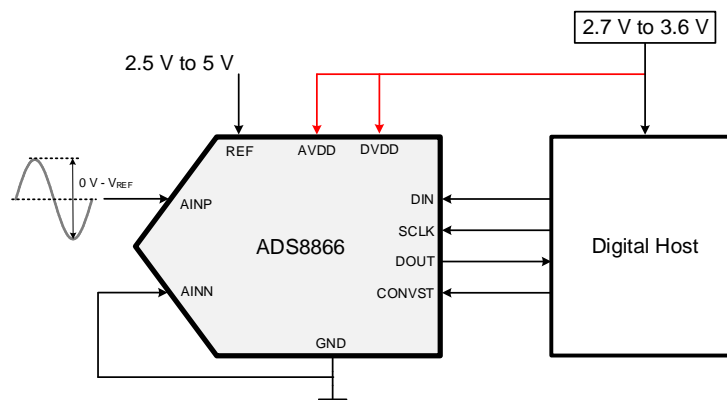 2.7 V to 3.6 V
2.5 V to 5 V
REF
AVDD
DVDD
0 V - VREF
AINP
DIN
SCLK
ADS8866
Digital Host
DOUT
AINN
CONVST
GND